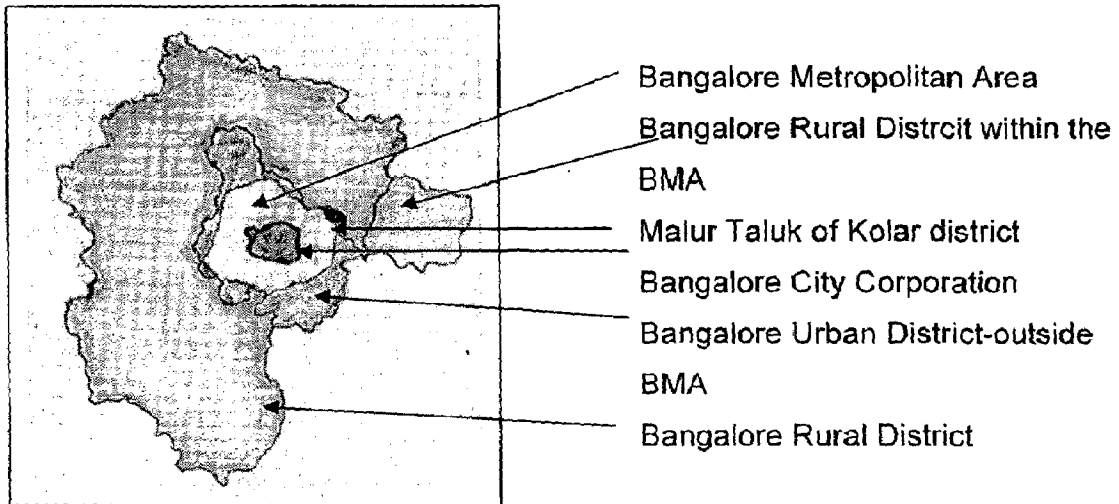 Bangalore Metropolitan Area
Bangalore Rural Distrcit within the
BMA
Malur Taluk of Kolar district
Bangalore City Corporation
Bangalore Urban District-outside
BMA
Bangalore Rural District